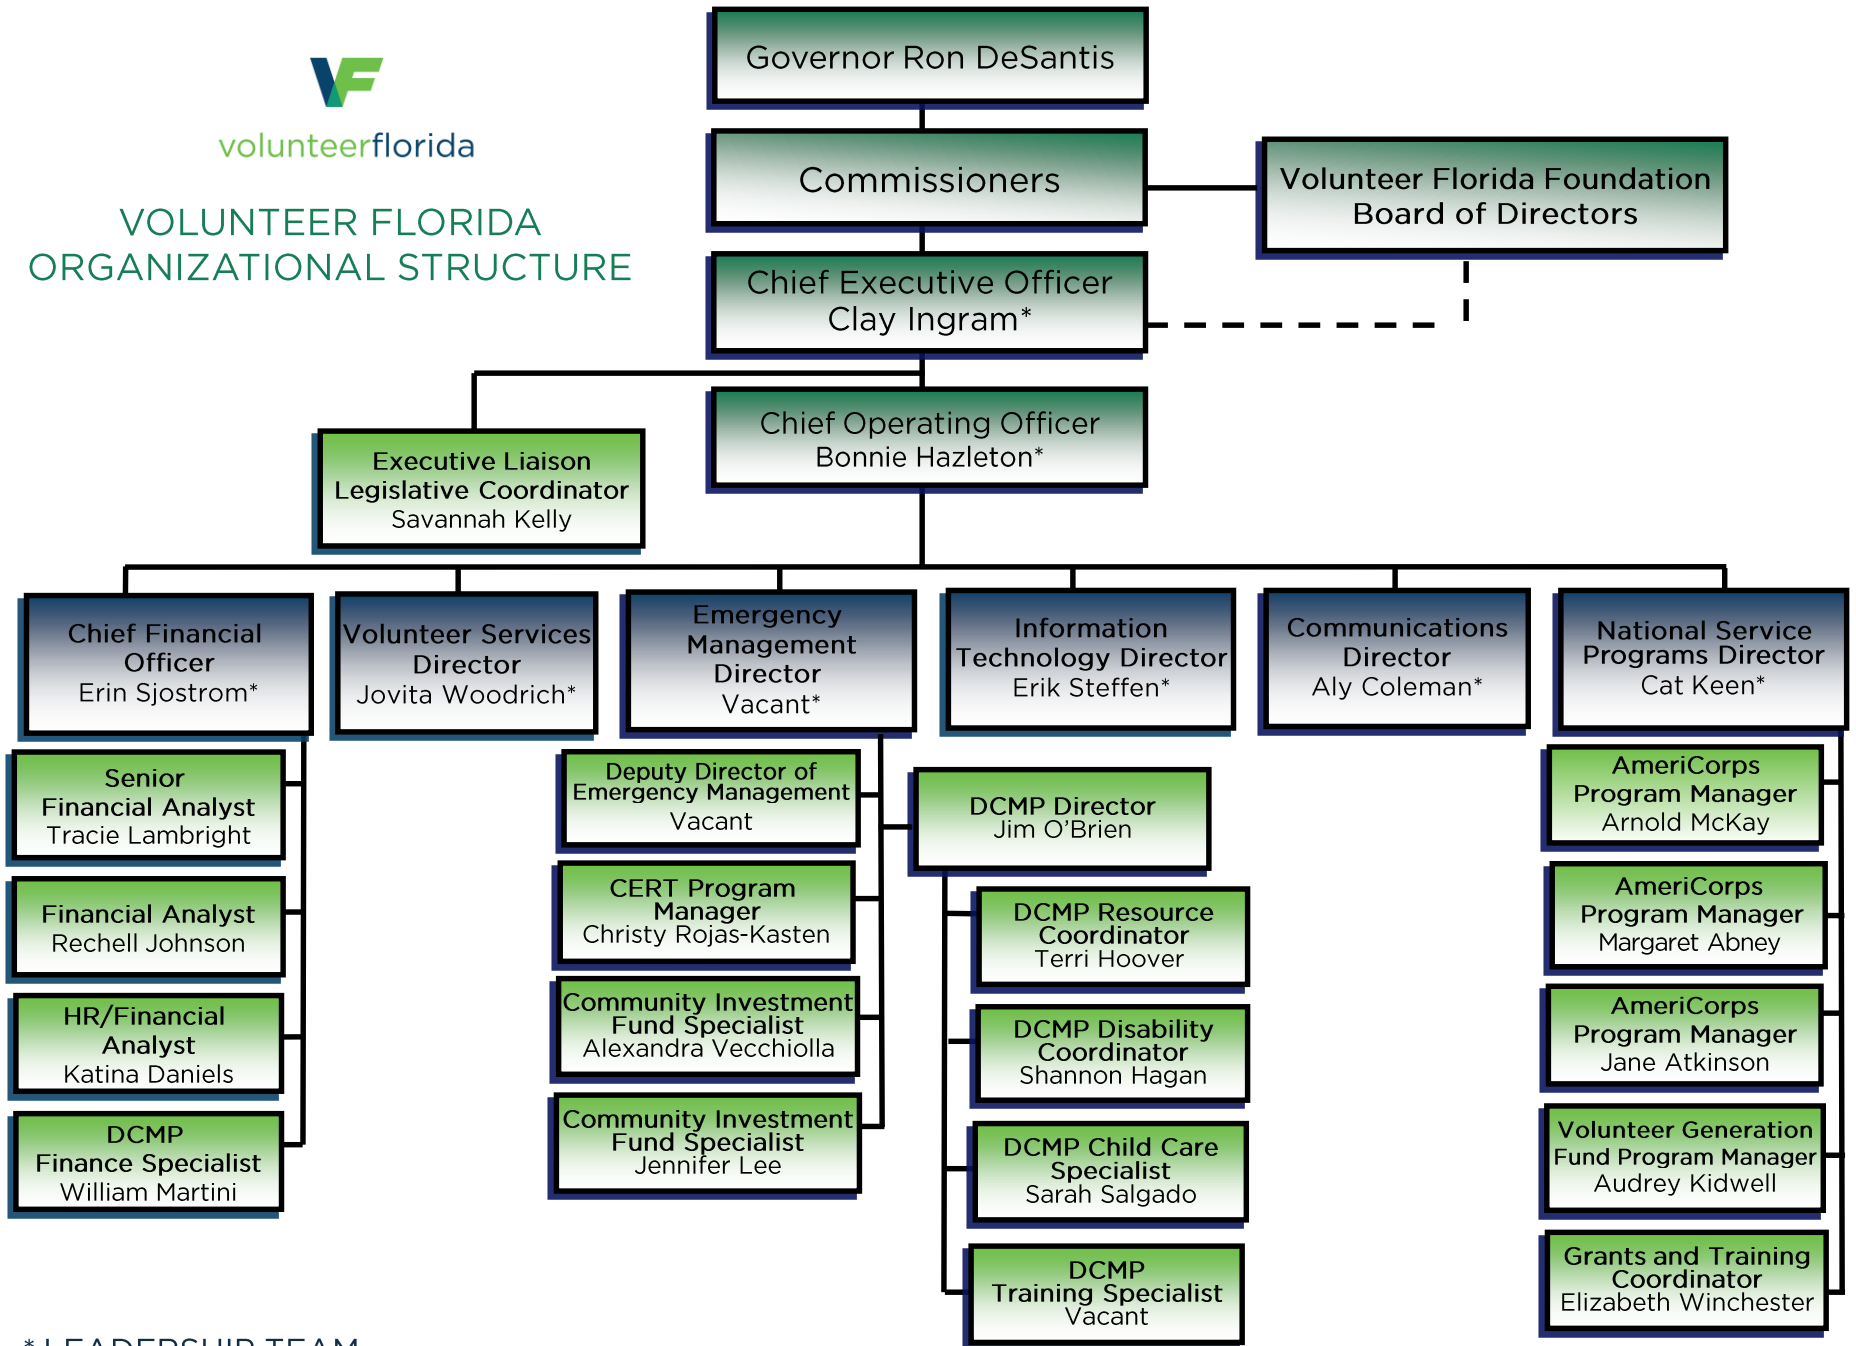 Governor Ron DeSantis
VF
volunteerflorida
VOLUNTEER FLORIDA
ORGANIZATIONAL STRUCTURE
Commissioners
Volunteer Florida Foundation
Board of Directors
Chief Executive Officer
Clay Ingram*
Chief Operating Officer
Bonnie Hazleton*
Executive Liaison
Legislative Coordinator
Savannah Kelly
Chief Financial
Officer
Erin Sjostrom*
Volunteer Services
Director
Jovita Woodrich*
Emergency
Management
Director
Vacant*
Information
Technology Director
Erik Steffen*
Communications
Director
Aly Coleman*
National Service
Programs Director
Cat Keen*
Senior
Financial Analyst
Tracie Lambright
Financial Analyst
Rechell Johnson
HR/Financial
Analyst
Katina Daniels
DCMP
Finance Specialist
William Martini
Deputy Director of
Emergency Management
Vacant
CERT Program
Manager
Christy Rojas-Kasten
Community Investment
Fund Specialist
Alexandra Vecchiolla
Community Investment
Fund Specialist
Jennifer Lee
DCMP Director
Jim O'Brien
DCMP Resource
Coordinator
Terri Hoover
DCMP Disability
Coordinator
Shannon Hagan
DCMP Child Care
Specialist
Sarah Salgado
DCMP
Training Specialist
Vacant
AmeriCorps
Program Manager
Arnold McKay
AmeriCorps
Program Manager
Margaret Abney
AmeriCorps
Program Manager
Jane Atkinson
Volunteer Generation
Fund Program Manager
Audrey Kidwell
Grants and Training
Coordinator
Elizabeth Winchester
* LEADERSHIP TEAM